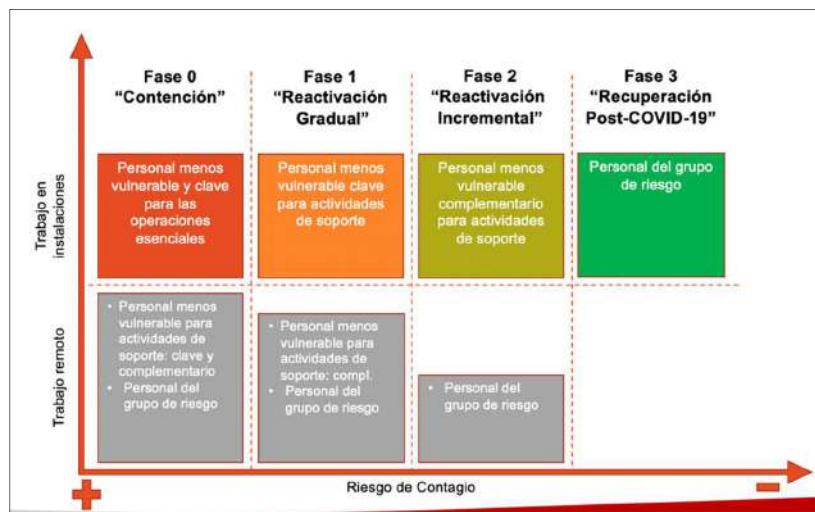 Fase 0
"Contención"
Fase 1
"Reactivación
Gradual"
Fase 2
"Reactivación
Incremental"
Fase 3
"Recuperación
Post-COVID-19"
Trabajo en
instalaciones
Personal menos
vulnerable y clave
para las
operaciones
esenciales
Personal menos
vulnerable clave
para actividades
de soporte
Personal menos
vulnerable
complementario
para actividades
de soporte
Personal del grupo
de riesgo
Trabajo remoto
• Personal menos
vulnerable para
actividades de
soporte: clave y
complementario
• Personal del
grupo de riesgo
• Personal menos
vulnerable para
actividades de
soporte: compl.
• Personal del
grupo de riesgo
• Personal del
grupo de riesgo
Riesgo de Contagio